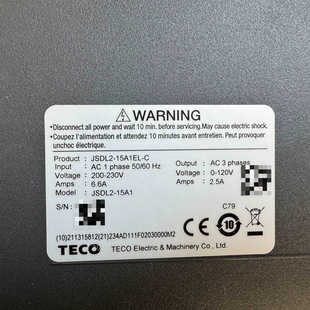 WARNING
•Disconnect all power and wait 10 min. before servicing. May cause electric shock.
•Coupez l'alimentation et attendez 10 minutes avant d'entretenir. Pourrait provoquer
unchoc électrique.
Product : JSDL2-15A1EL-C
Input : AC 1 phase 50/60 Hz
Voltage : 200-230V
Amps : 6.6A
Model : JSDL2-15A1
Output : AC 3 phases
Voltage : 0-120V
Amps : 2.5A
S/N :
C79
10
(10)211315812(21)234AD111F02030000M2
TECO TECO Electric & Machinery Co., Ltd.